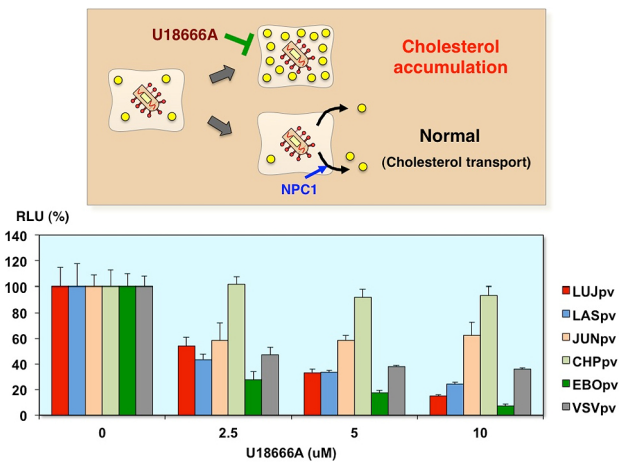 U18666A
Cholesterol
accumulation
Normal
(Cholesterol transport)
NPC1
RLU (%)
140
120
100
80
60
40
20
0
0 2.5 5 10
U18666A (uM)
LUJpv
LASpv
JUNpv
CHPpv
EBOpv
VSVpv